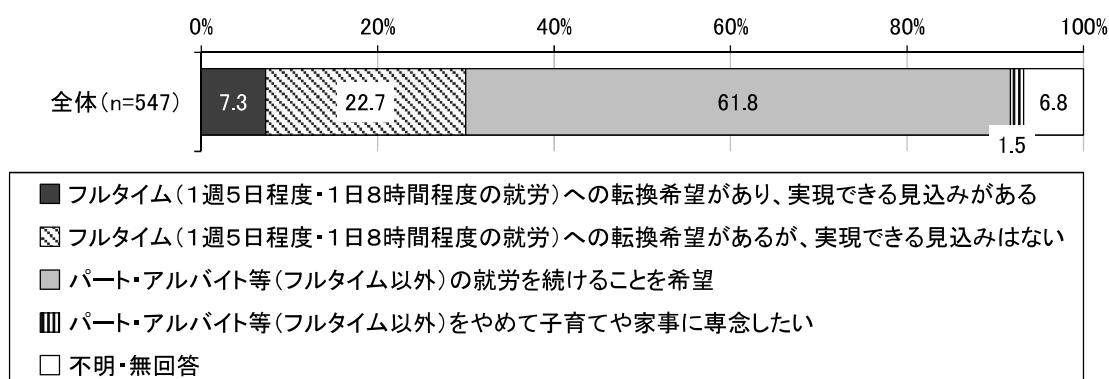 0% 20% 40% 60% 80% 100%
全体(n=547) 7.3 22.7 61.8 6.8
1.5
フルタイム(1週5日程度・1日8時間程度の就労)への転換希望があり、実現できる見込みがある
フルタイム(1週5日程度・1日8時間程度の就労)への転換希望があるが、実現できる見込みはない
パート・アルバイト等(フルタイム以外)の就労を続けることを希望
パート・アルバイト等(フルタイム以外)をやめて子育てや家事に専念したい
不明・無回答